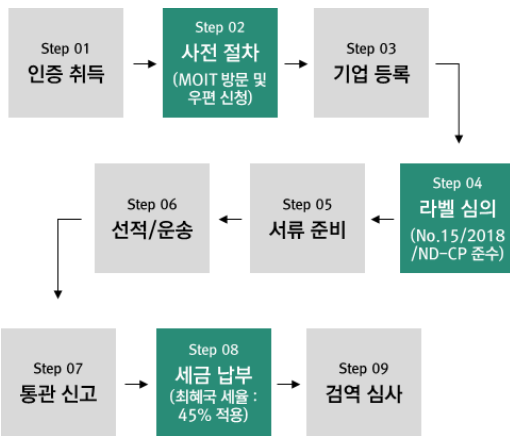 Step 01
인증 취득
Step 02
사전 절차
(MOIT 방문 및
우편 신청)
Step 03
기업 등록
Step 04
라벨 심의
(No.15/2018
/ND-CP 준수)
Step 05
서류 준비
Step 06
선적/운송
Step 07
통관 신고
Step 08
세금 납부
(최혜국 세율 :
45% 적용)
Step 09
검역 심사